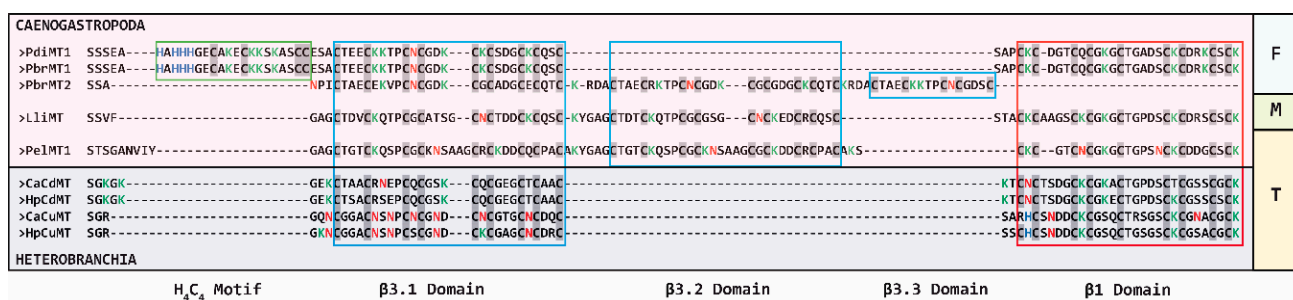 CAENOGASTROPODA
F
>PdiMT1 SSSEA---HAHHHGECAKECKKSKASCCESACTEECKKTPCNCGDK--CKCSDGCKCQSC-----------------------------------------------------SAPCKC-DGTCQCGKGCTGADSCKCDRKCSCK
>PbrMT1 SSSEA---HAHHHGECAKECKKSKASCCESACTEECKKTPCNCGDK--CKCSDGCKCQSC-----------------------------------------------------SAPCKC-DGTCQCGKGCTGADSCKCDRKCSCK
>PbrMT2 SSA------------------------NPICTAECEKVPCNCGDK--CGCADGCECQTC-K-RDACTAECRKTPCNCGDK--CGCGDGCKCQTCKRDACTAECKKTPCNCGDSC-----------------------------
M
>LliMT SSVF-----------------------GAGCTDVCKQTPCGCATSG-CNCTDDCKCQSC-KYGAGCTDTCKQTPCGCGSG--CNCKEDCRCQSC--------------------STACKCAAGSCKCGKGCTGPDSCKCDRSCSCK
>PelMT1 STSGANVIY------------------GAGCTGTCKQSPCGCKNSAAGCRCKDDCQCPACAKYGAGCTGTCKQSPCGCKNSAAGCGCKDDCRCPACAKS---------------CKC-GTCNCGKGCTGPSNCKCDDGCSCK
T
>CaCdMT SGKGK----------------------GEKCTAACRNEPCQCGSK--CQCGEGCTCAAC-----------------------------------------------------KTCNCTSDGCKCGKACTGPDSCTCGSSCGCK
>HpCdMT SGKGK----------------------GEKCTSACRSEPCQCGSK--CQCGEGCTCAAC-----------------------------------------------------KTCNCTSDGCKCGKECTGPDSCTCGSSCGCK
>CaCuMT SGR------------------------GQNCGGACNSNPCNCGND--CNCGTGCNCDQC-----------------------------------------------------SARHCSNDDCKCGSQCTRSGSCKCGNACGCK
>HpCuMT SGR------------------------GKNCGGACNSNPCSCGND--CKCGAGCNCDRC-----------------------------------------------------SSCHCSNDDCKCGSQCTGSGSCKCGSACGCK
HETEROBRANCHIA
H4C4 Motif β3.1 Domain β3.2 Domain β3.3 Domain β1 Domain